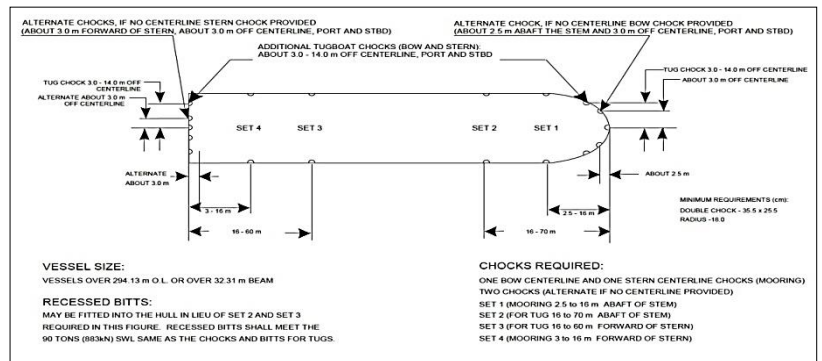 ALTERNATE CHOCKS, IF NO CENTERLINE STERN CHOCK PROVIDED
(ABOUT 3.0 m FORWARD OF STERN, ABOUT 3.0 m OFF CENTERLINE, PORT AND STBD)
ALTERNATE CHOCK, IF NO CENTERLINE BOW CHOCK PROVIDED
(ABOUT 2.5 m ABAFT THE STEM AND 3.0 m OFF CENTERLINE, PORT AND STBD)
ADDITIONAL TUGBOAT CHOCKS (BOW AND STERN):
ABOUT 3.0 - 14.0 m OFF CENTERLINE, PORT AND STBD
TUG CHOCK 3.0 - 14.0 m OFF
CENTERLINE
ALTERNATE ABOUT 3.0 m
OFF CENTERLINE
TUG CHOCK 3.0-14.0 m OFF CENTERLINE
ABOUT 3.0 m OFF CENTERLINE
SET 4
SET 3
SET 2
SET 1
ALTERNATE
ABOUT 3.0 m
ABOUT 2.5 m
3 - 16 m
2.5 - 16 m
16 - 60 m
16 - 70 m
MINIMUM REQUIREMENTS (cm):
DOUBLE CHOCK - 35.5 x 25.5
RADIUS -18.0
VESSEL SIZE:
VESSELS OVER 294.13 m O.L. OR OVER 32.31 m BEAM
RECESSED BITTS:
MAY BE FITTED INTO THE HULL IN LIEU OF SET 2 AND SET 3
REQUIRED IN THIS FIGURE. RECESSED BITTS SHALL MEET THE
90 TONS (883kN) SWL SAME AS THE CHOCKS AND BITTS FOR TUGS.
CHOCKS REQUIRED:
ONE BOW CENTERLINE AND ONE STERN CENTERLINE CHOCKS (MOORING)
TWO CHOCKS (ALTERNATE IF NO CENTERLINE PROVIDED)
SET 1 (MOORING 2.5 to 16 m ABAFT OF STEM)
SET 2 (FOR TUG 16 to 70 m ABAFT OF STEM)
SET 3 (FOR TUG 16 to 60 m FORWARD OF STERN)
SET 4 (MOORING 3 to 16 m FORWARD OF STERN)